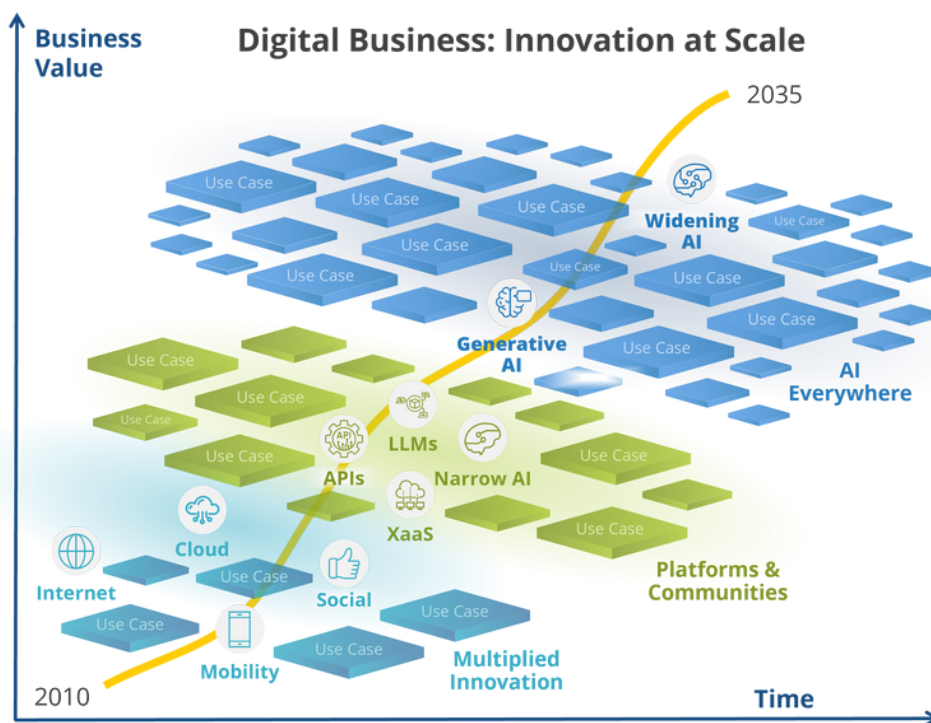 Business
Value
Digital Business: Innovation at Scale
2035
Use Case
Use Case
Use Case
Widening
AI
Use Case
Use Case
Use Case
Use Case
Use Case
Use Case
Generative
AI
Use Case
Use Case
AI
Everywhere
Use Case
Use Case
Use Case
API
LLMs
Use Case
Use Case
APIs
Narrow AI
XaaS
Use Case
Cloud
Platforms &
Communities
Internet
Use Case
Social
Use Case
Use Case
Mobility
Use Case
Multiplied
Innovation
2010
Time